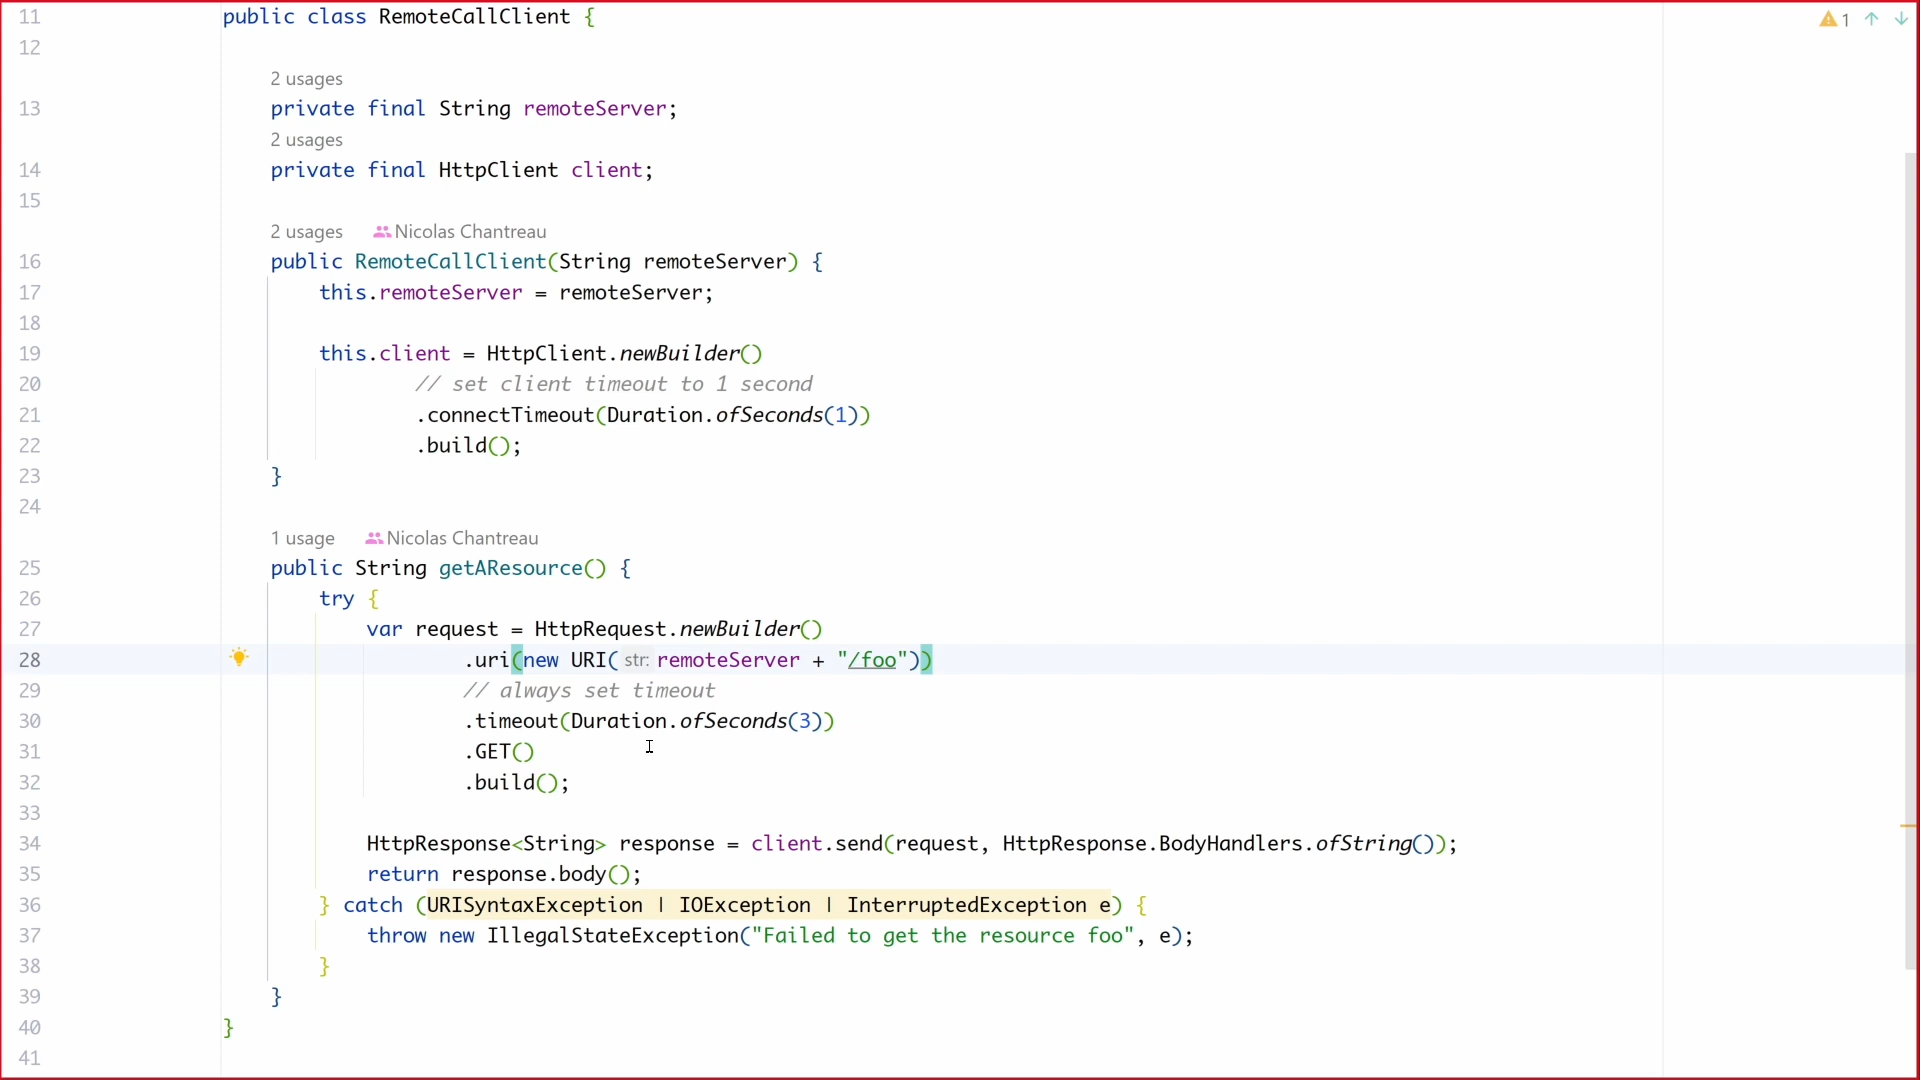 11 public class RemoteCallClient {
12
2 usages
13 private final String remoteServer;
2 usages
14 private final HttpClient client;
15
2 usages Nicolas Chantreau
16 public RemoteCallClient(String remoteServer) {
17 this.remoteServer = remoteServer;
18
19 this.client = HttpClient.newBuilder()
20 // set client timeout to 1 second
21 .connectTimeout(Duration.ofSeconds(1))
22 .build();
23 }
24
1 usage Nicolas Chantreau
25 public String getAResource() {
26 try {
27 var request = HttpRequest.newBuilder()
28 .uri(new URI( str: remoteServer + "/foo"))
29 // always set timeout
30 .timeout(Duration.ofSeconds(3))
31 .GET()
32 .build();
33
34 HttpResponse<String> response = client.send(request, HttpResponse.BodyHandlers.ofString());
35 return response.body();
36 } catch (URISyntaxException | IOException | InterruptedException e) {
37 throw new IllegalStateException("Failed to get the resource foo", e);
38 }
39 }
40 }
41
1